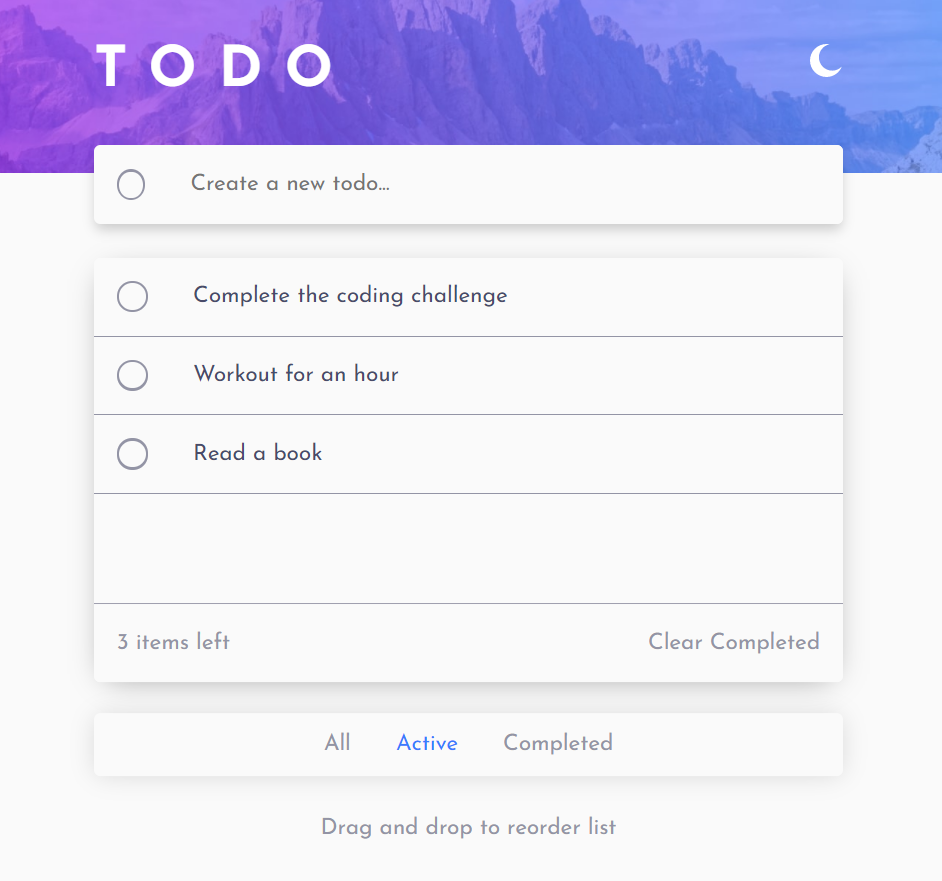 TODO
Create a new todo...
Complete the coding challenge
Workout for an hour
Read a book
3 items left Clear Completed
All Active Completed
Drag and drop to reorder list